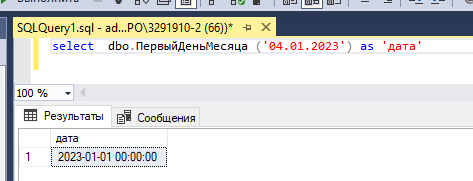 SQLQuery1.sql - ad...PO\3291910-2 (66))*
select dbo.ПервыйДеньМесяца ('04.01.2023') as 'дата'
100 %
Результаты Сообщения
дата
1 2023-01-01 00:00:00